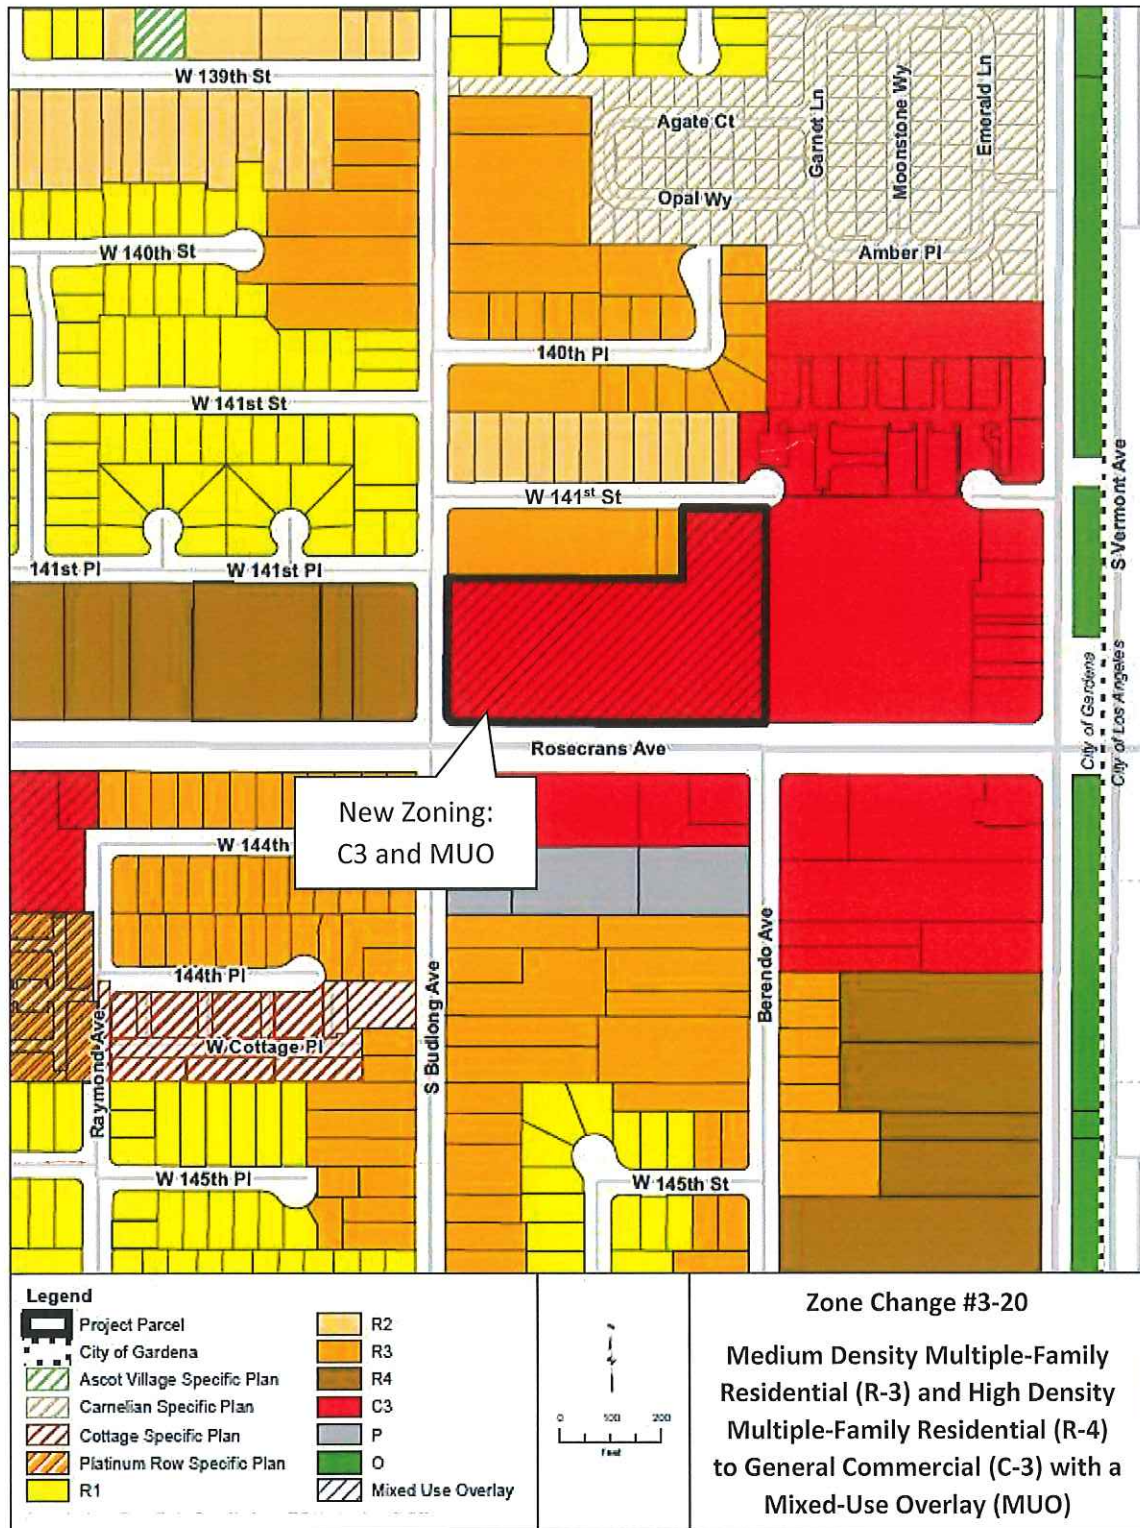 W 139th St
Agate Ct
Garnet Ln
Moonstone Wy
Emerald Ln
Opal Wy
Amber Pl
W 140th St
140th Pl
W 141st St
W 141st St
S Vermont Ave
141st Pl
W 141st Pl
City of Gardena
City of Los Angeles
Rosecrans Ave
New Zoning:
C3 and MUO
W 144th
Berendo Ave
S Budlong Ave
144th Pl
Raymond Ave
W Cottage Pl
W 145th Pl
W 145th St
Legend
Project Parcel
City of Gardena
Ascot Village Specific Plan
Carnelian Specific Plan
Cottage Specific Plan
Platinum Row Specific Plan
R1
R2
R3
R4
C3
P
O
Mixed Use Overlay
0 100 200
Feet
Zone Change #3-20
Medium Density Multiple-Family
Residential (R-3) and High Density
Multiple-Family Residential (R-4)
to General Commercial (C-3) with a
Mixed-Use Overlay (MUO)